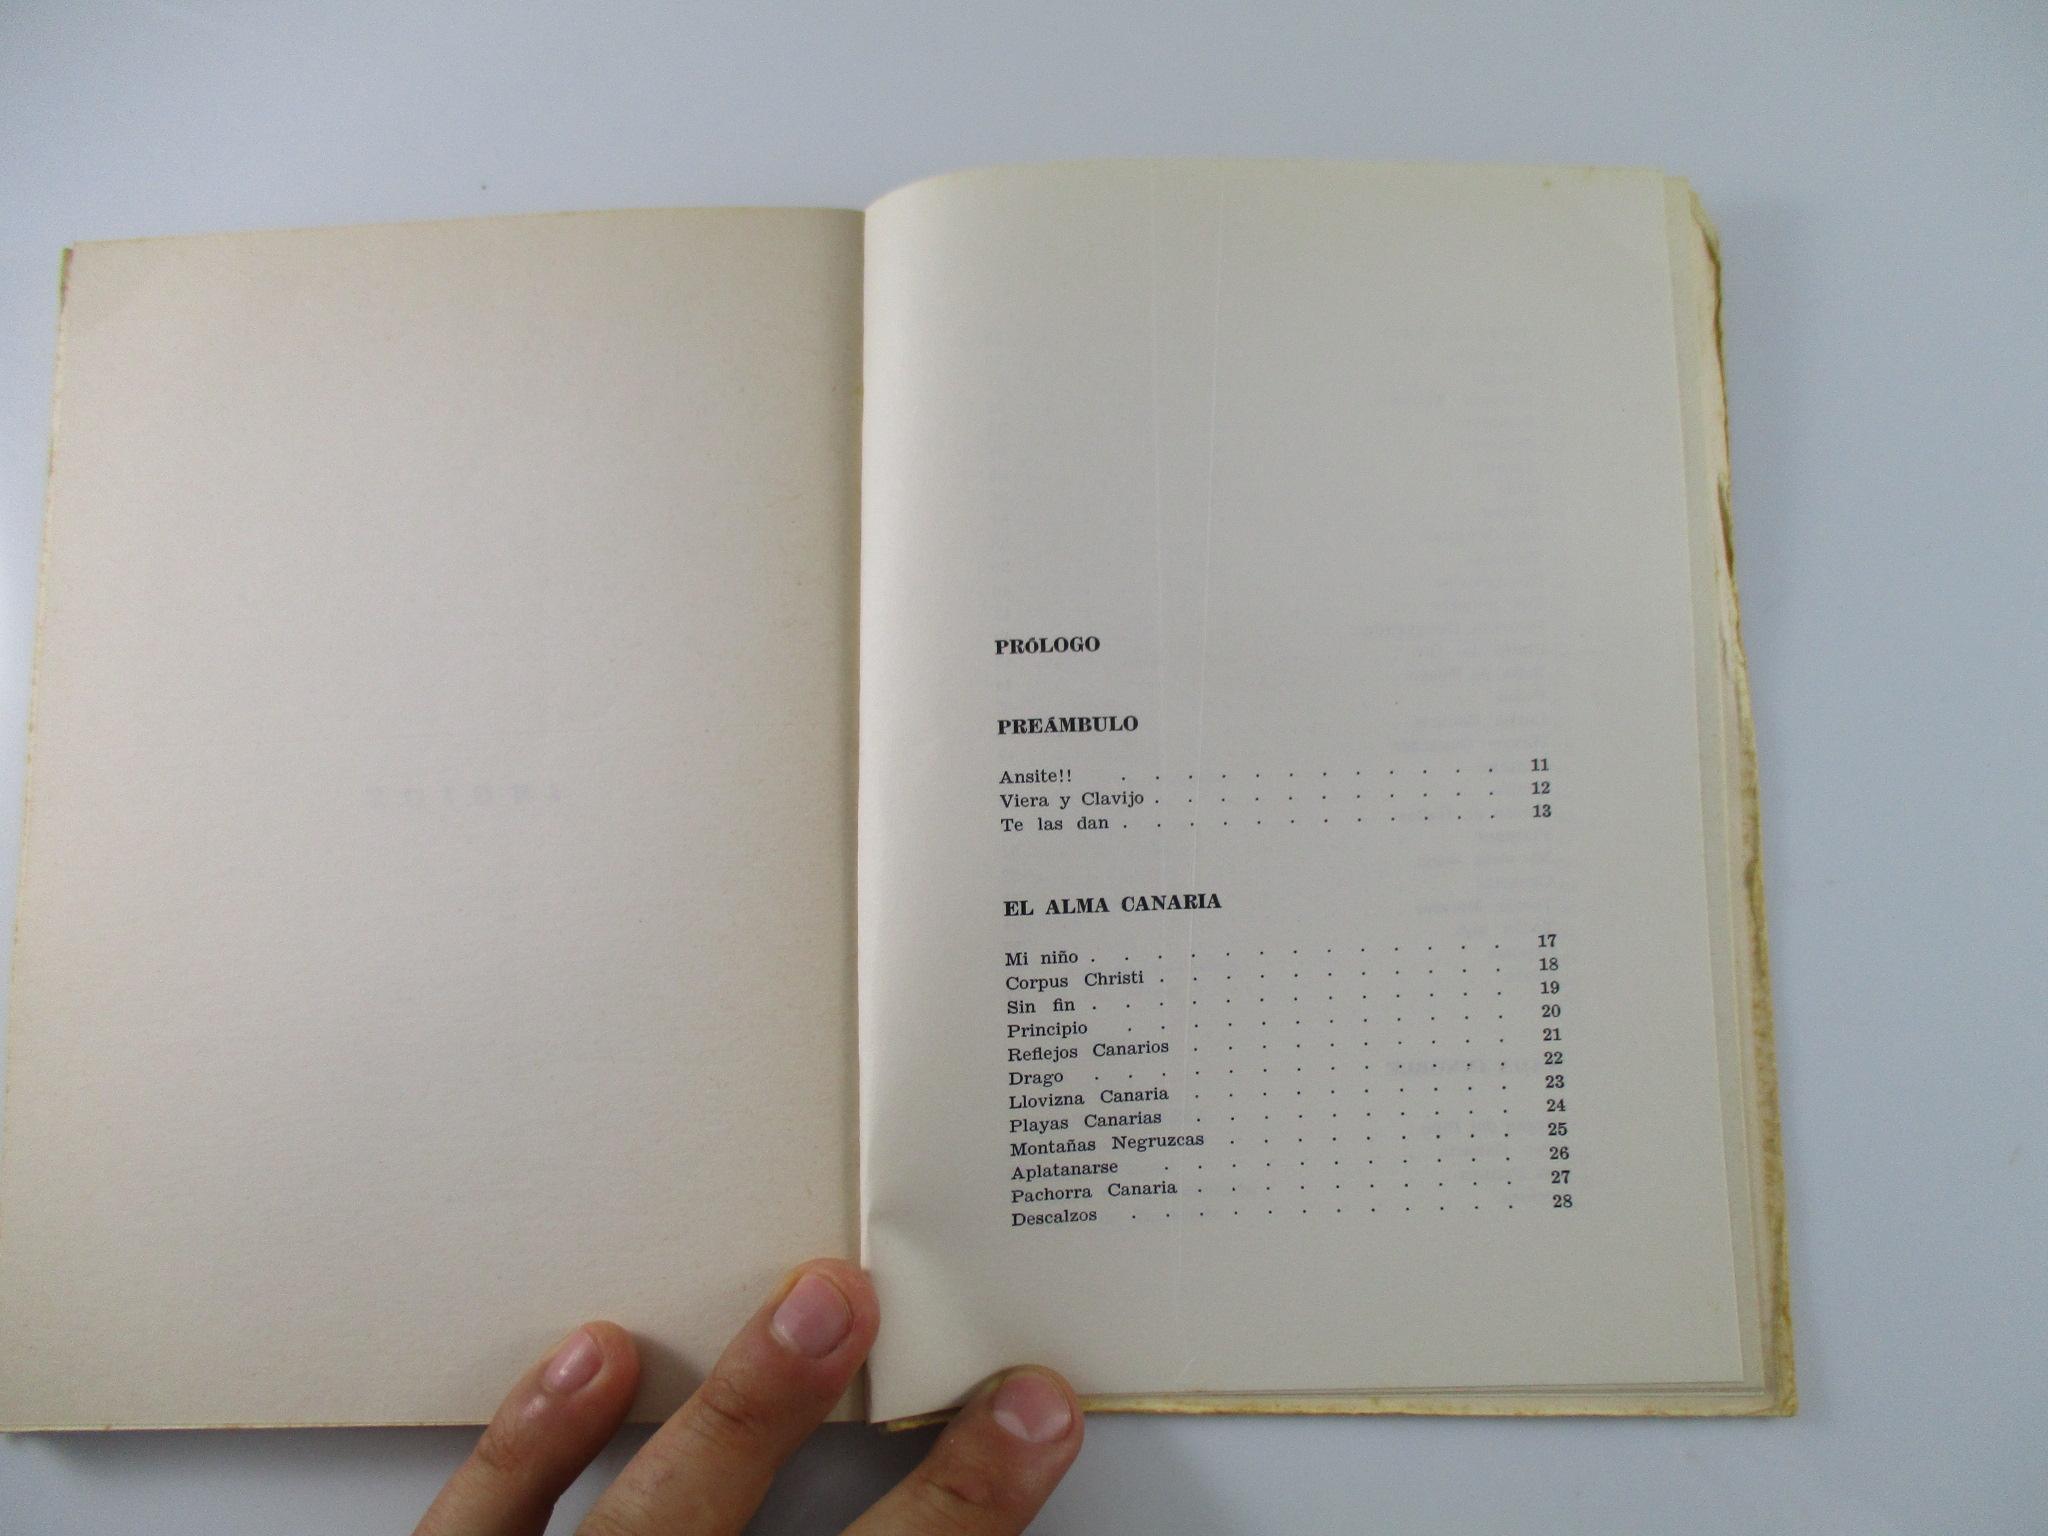 PRÓLOGO
PREÁMBULO
Ansite!! . . . . . . . . . . . . 11
Viera y Clavijo . . . . . . . . . . . 12
Te las dan . . . . . . . . . . . . 13
EL ALMA CANARIA
Mi niño . . . . . . . . . . . . . 17
Corpus Christi . . . . . . . . . . . 18
Sin fin . . . . . . . . . . . . . 19
Principio . . . . . . . . . . . . 20
Reflejos Canarios . . . . . . . . . . 21
Drago . . . . . . . . . . . . . 22
Llovizna Canaria . . . . . . . . . . 23
Playas Canarias . . . . . . . . . . 24
Montañas Negruzcas . . . . . . . . . 25
Aplatanarse . . . . . . . . . . . 26
Pachorra Canaria . . . . . . . . . . 27
Descalzos . . . . . . . . . . . . 28